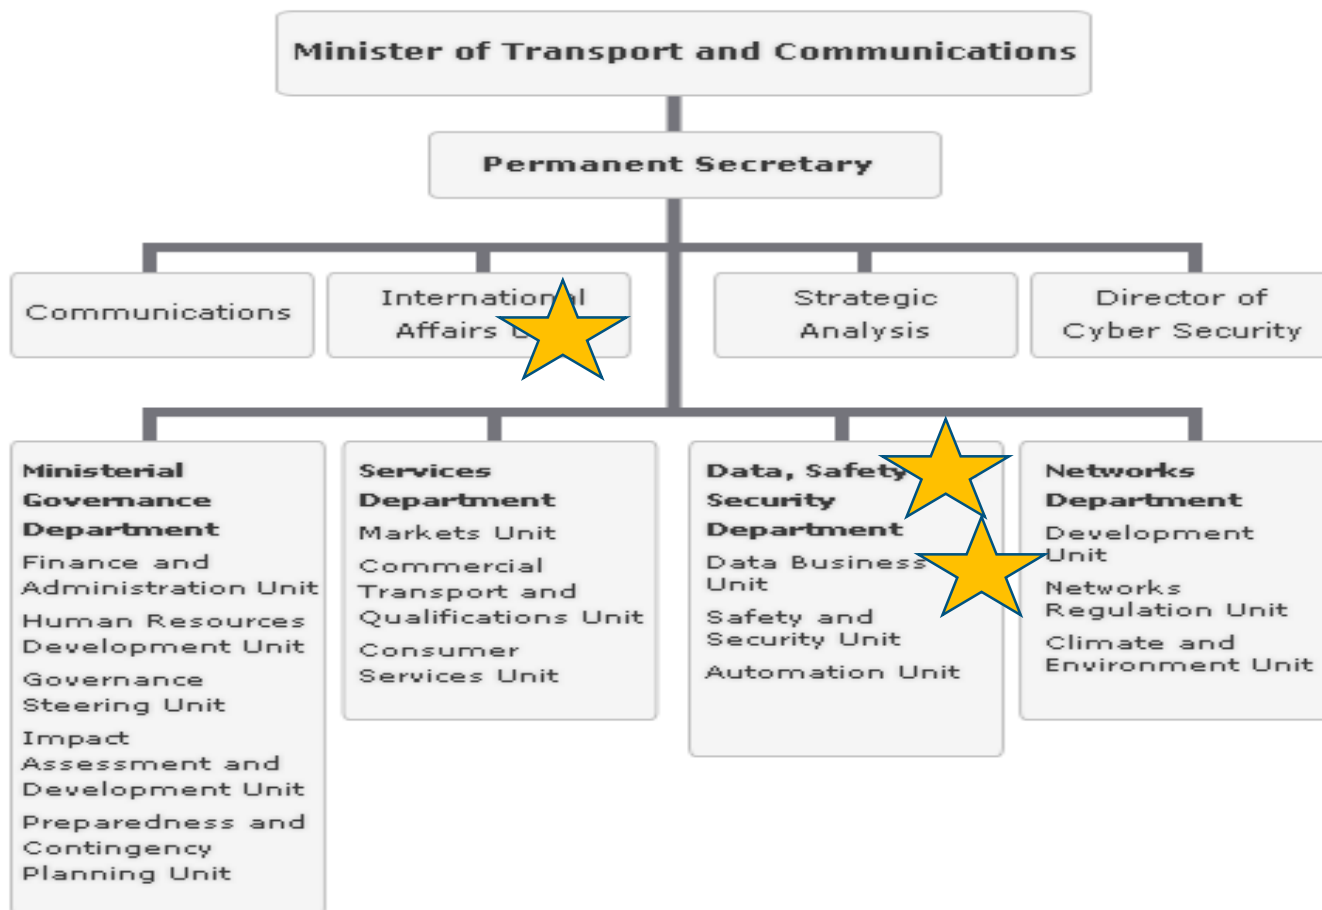 Minister of Transport and Communications
Permanent Secretary
Communications
International
Affairs
Strategic
Analysis
Director of
Cyber Security
Ministerial
Governance
Department
Finance and
Administration Unit
Human Resources
Development Unit
Governance
Steering Unit
Impact
Assessment and
Development Unit
Preparedness and
Contingency
Planning Unit
Services
Department
Markets Unit
Commercial
Transport and
Qualifications Unit
Consumer
Services Unit
Data, Safety
Security
Department
Data Business
Unit
Safety and
Security Unit
Automation Unit
Networks
Department
Development
Unit
Networks
Regulation Unit
Climate and
Environment Unit